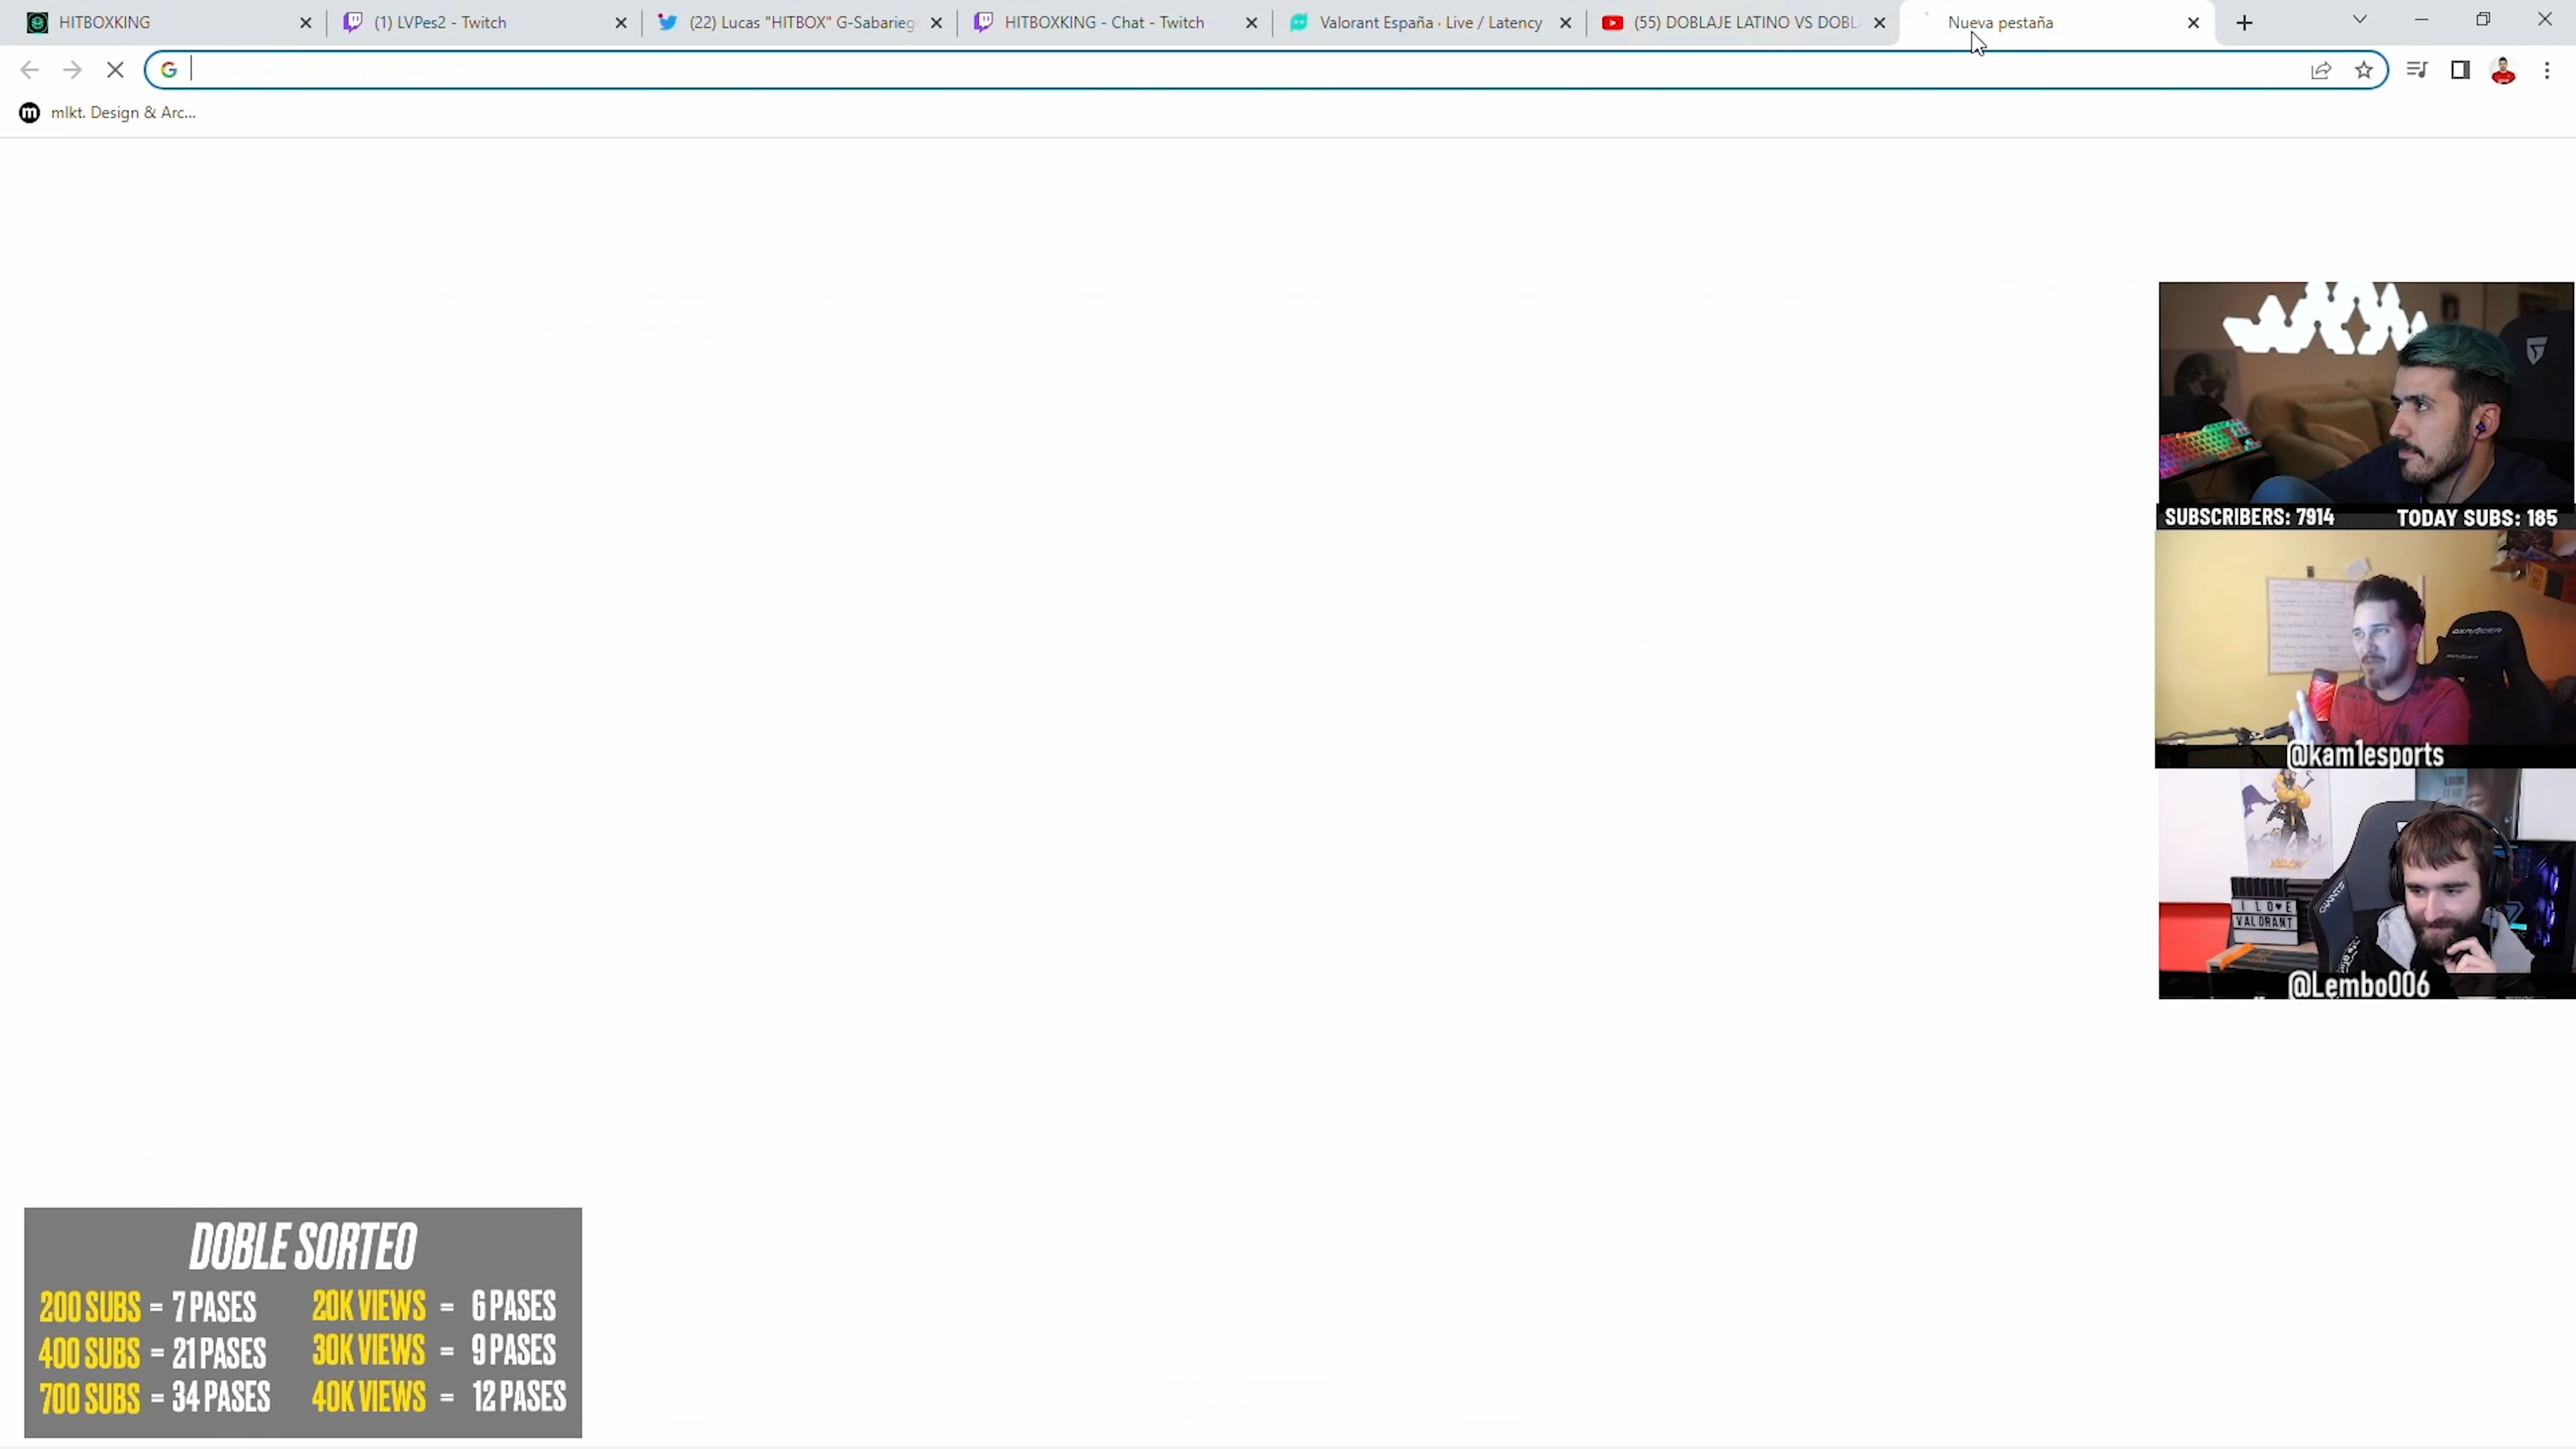 HITBOXKING
(1) LVPes2 - Twitch
(22) Lucas "HITBOX" G-Sabarieg
HITBOXKING - Chat - Twitch
Valorant España · Live / Latency
(55) DOBLAJE LATINO VS DOBL
Nueva pestaña
mlkt. Design & Arc...
SUBSCRIBERS: 7914
TODAY SUBS: 185
DXRACER
@kam1esports
I LO♥E
VALORANT
GIANTS
@Lembo006
DOBLE SORTEO
200 SUBS = 7 PASES
20K VIEWS = 6 PASES
400 SUBS = 21 PASES
30K VIEWS = 9 PASES
700 SUBS = 34 PASES
40K VIEWS = 12 PASES